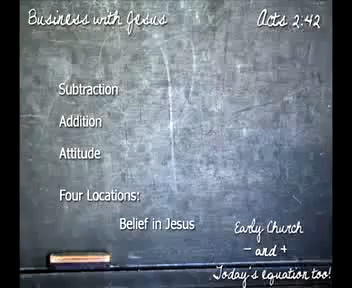 Business with Jesus
Acts 2:42
Subtraction
Addition
Attitude
Four Locations:
Belief in Jesus
Early Church
- and +
Today's equation too!